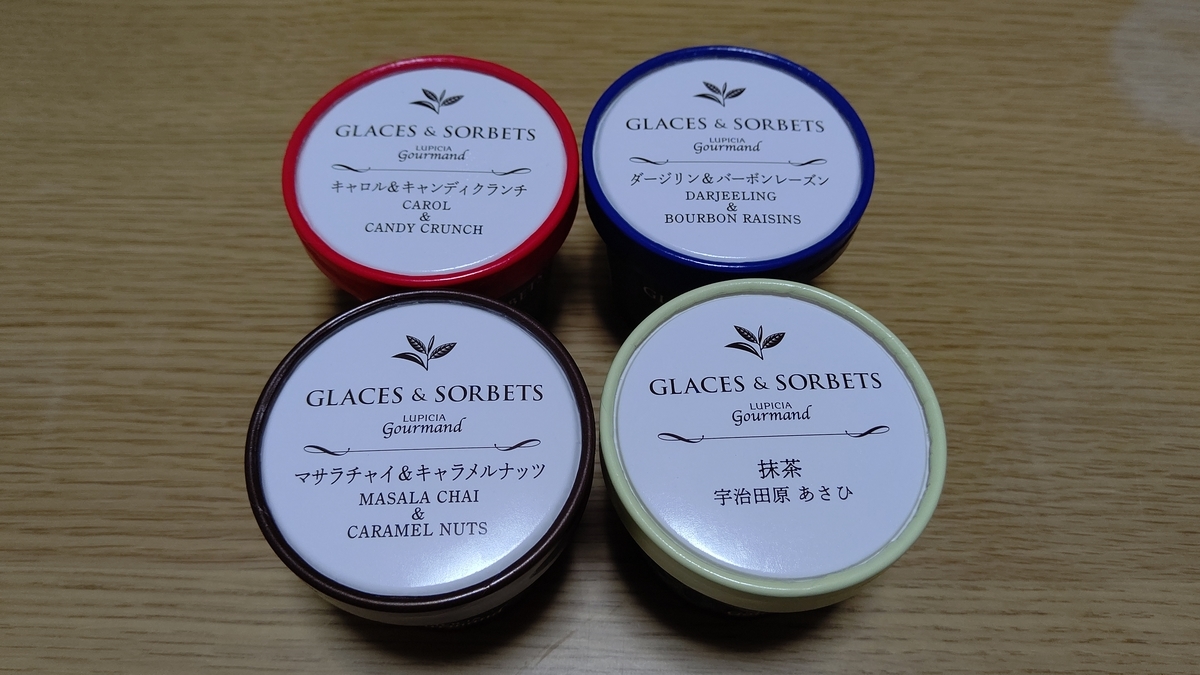 GLACES & SORBETS
LUPICIA
Gourmand
キャロル&キャンディクランチ
CAROL
&
CANDY CRUNCH
GLACES & SORBETS
LUPICIA
Gourmand
ダージリン&バーボンレーズン
DARJEELING
&
BOURBON RAISINS
GLACES & SORBETS
LUPICIA
Gourmand
マサラチャイ&キャラメルナッツ
MASALA CHAI
&
CARAMEL NUTS
GLACES & SORBETS
LUPICIA
Gourmand
抹茶
宇治田原 あさひ